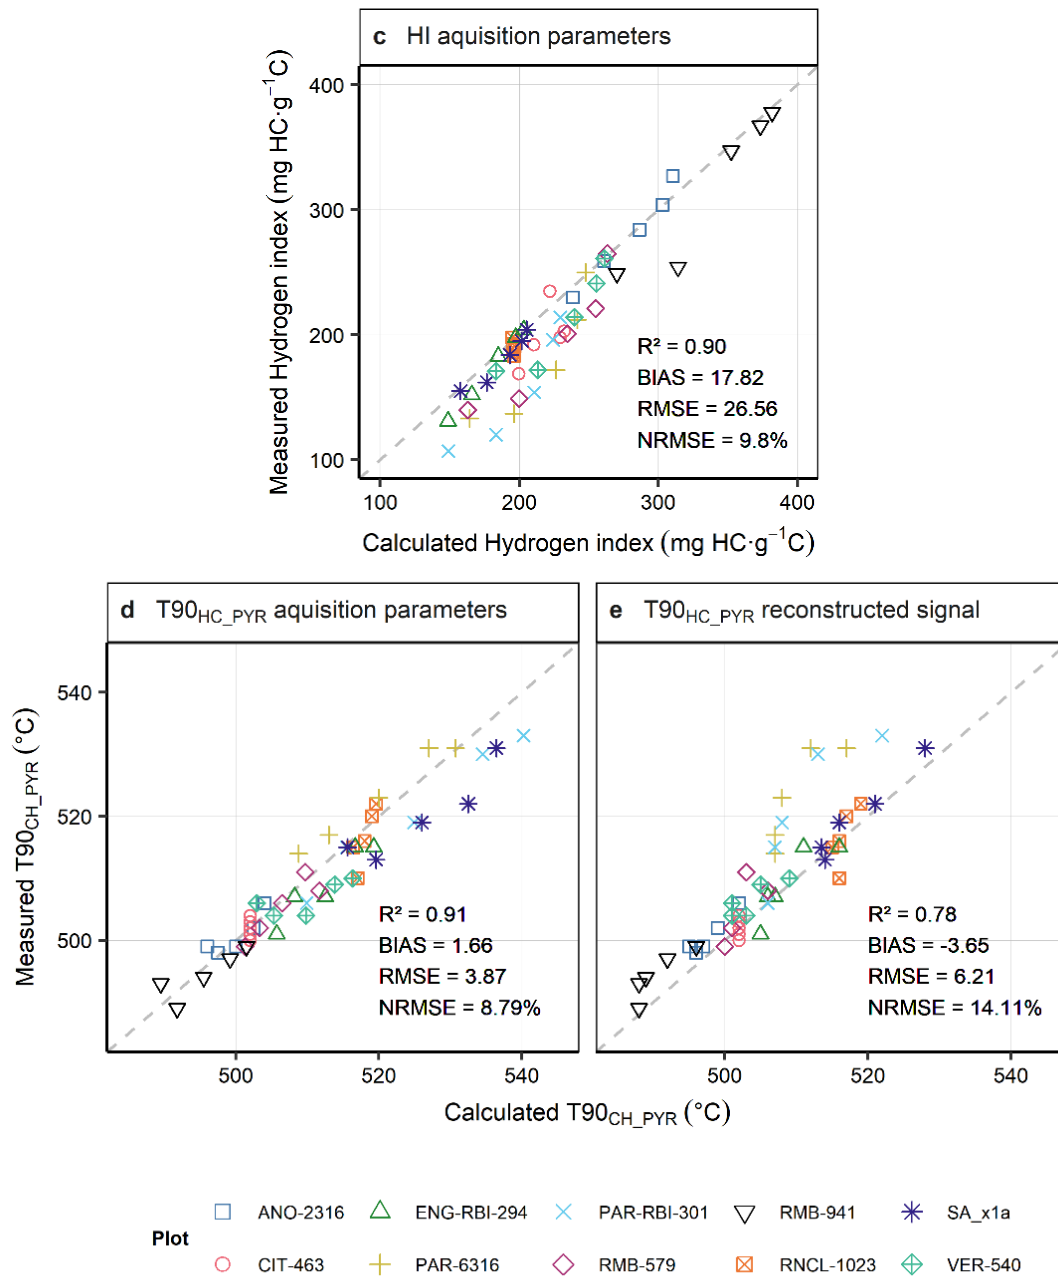 c HI aquisition parameters
Measured Hydrogen index (mg HC·g⁻¹C)
400
300
200
100
R² = 0.90
BIAS = 17.82
RMSE = 26.56
NRMSE = 9.8%
100 200 300 400
Calculated Hydrogen index (mg HC·g⁻¹C)
d T90HC_PYR aquisition parameters
e T90HC_PYR reconstructed signal
Measured T90CH_PYR (°C)
540
520
500
R² = 0.91
BIAS = 1.66
RMSE = 3.87
NRMSE = 8.79%
R² = 0.78
BIAS = -3.65
RMSE = 6.21
NRMSE = 14.11%
500 520 540
500 520 540
Calculated T90CH_PYR (°C)
Plot
ANO-2316 ENG-RBI-294 PAR-RBI-301 RMB-941 SA_x1a
CIT-463 PAR-6316 RMB-579 RNCL-1023 VER-540